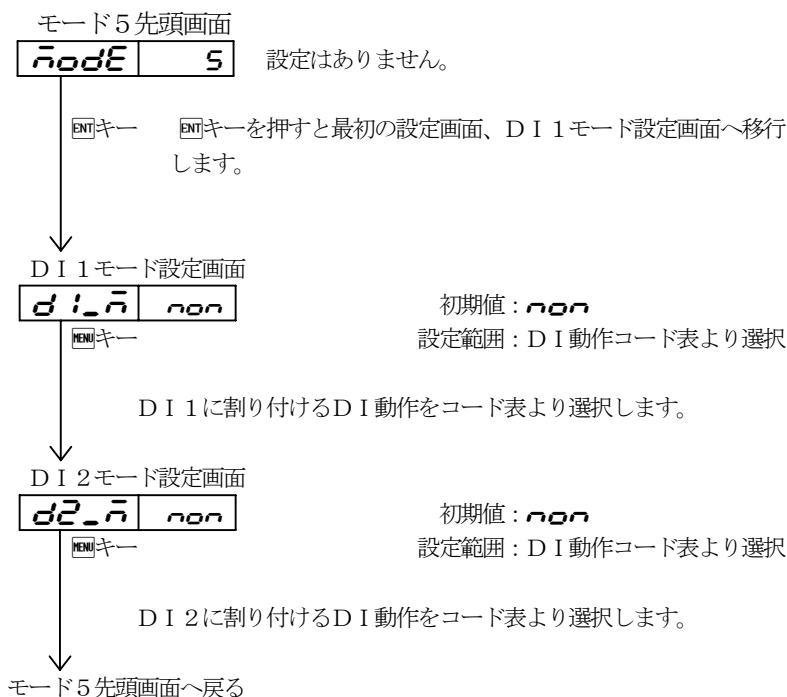 モード５先頭画面
modE 5 設定はありません。
ENTキー ENTキーを押すと最初の設定画面、ＤＩ１モード設定画面へ移行
します。
ＤＩ１モード設定画面
d1_m non 初期値：non
MENUキー 設定範囲：ＤＩ動作コード表より選択
ＤＩ１に割り付けるＤＩ動作をコード表より選択します。
ＤＩ２モード設定画面
d2_m non 初期値：non
MENUキー 設定範囲：ＤＩ動作コード表より選択
ＤＩ２に割り付けるＤＩ動作をコード表より選択します。
モード５先頭画面へ戻る